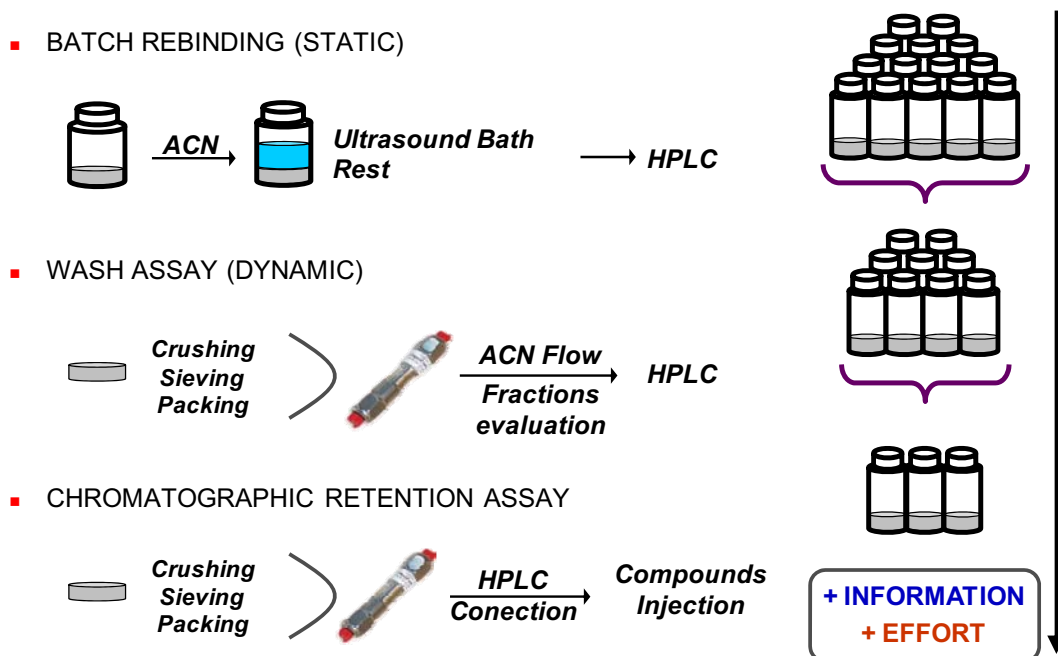 BATCH REBINDING (STATIC)
ACN
Ultrasound Bath
Rest
HPLC
WASH ASSAY (DYNAMIC)
Crushing
Sieving
Packing
ACN Flow
Fractions
evaluation
HPLC
CHROMATOGRAPHIC RETENTION ASSAY
Crushing
Sieving
Packing
HPLC
Conection
Compounds
Injection
+ INFORMATION
+ EFFORT